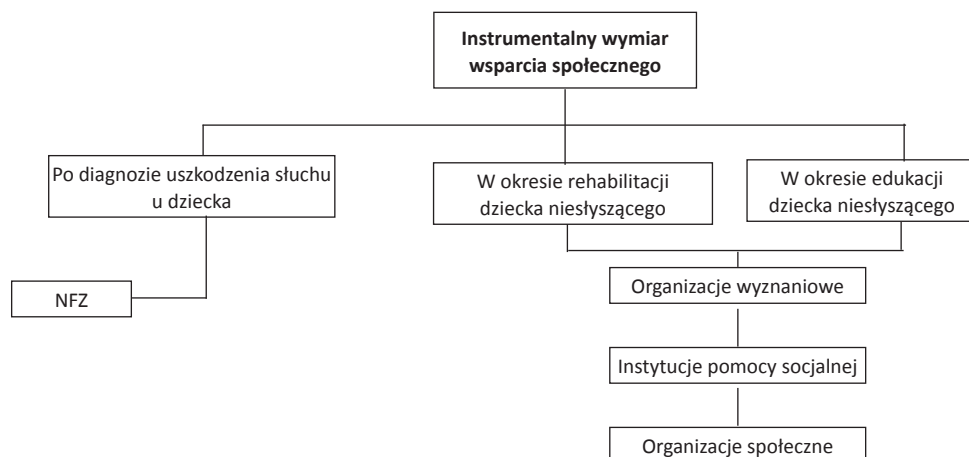 Instrumentalny wymiar
wsparcia społecznego
Po diagnozie uszkodzenia słuchu
u dziecka
W okresie rehabilitacji
dziecka niesłyszącego
W okresie edukacji
dziecka niesłyszącego
NFZ
Organizacje wyznaniowe
Instytucje pomocy socjalnej
Organizacje społeczne